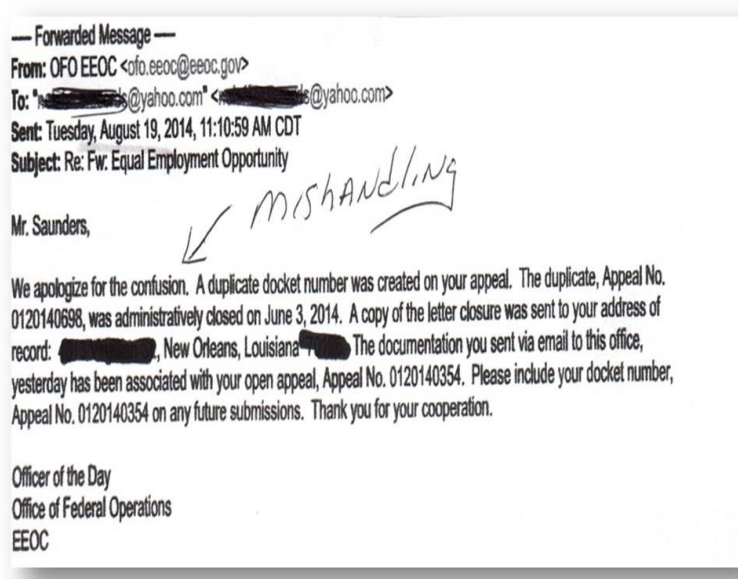 — Forwarded Message —
From: OFO EEOC <ofo.eeoc@eeoc.gov>
To: "s@yahoo.com" <s@yahoo.com>
Sent: Tuesday, August 19, 2014, 11:10:59 AM CDT
Subject: Re: Fw: Equal Employment Opportunity
MISHANdLiNg
Mr. Saunders,
We apologize for the confusion. A duplicate docket number was created on your appeal. The duplicate, Appeal No.
0120140698, was administratively closed on June 3, 2014. A copy of the letter closure was sent to your address of
record: , New Orleans, Louisiana The documentation you sent via email to this office,
yesterday has been associated with your open appeal, Appeal No. 0120140354. Please include your docket number,
Appeal No. 0120140354 on any future submissions. Thank you for your cooperation.
Officer of the Day
Office of Federal Operations
EEOC